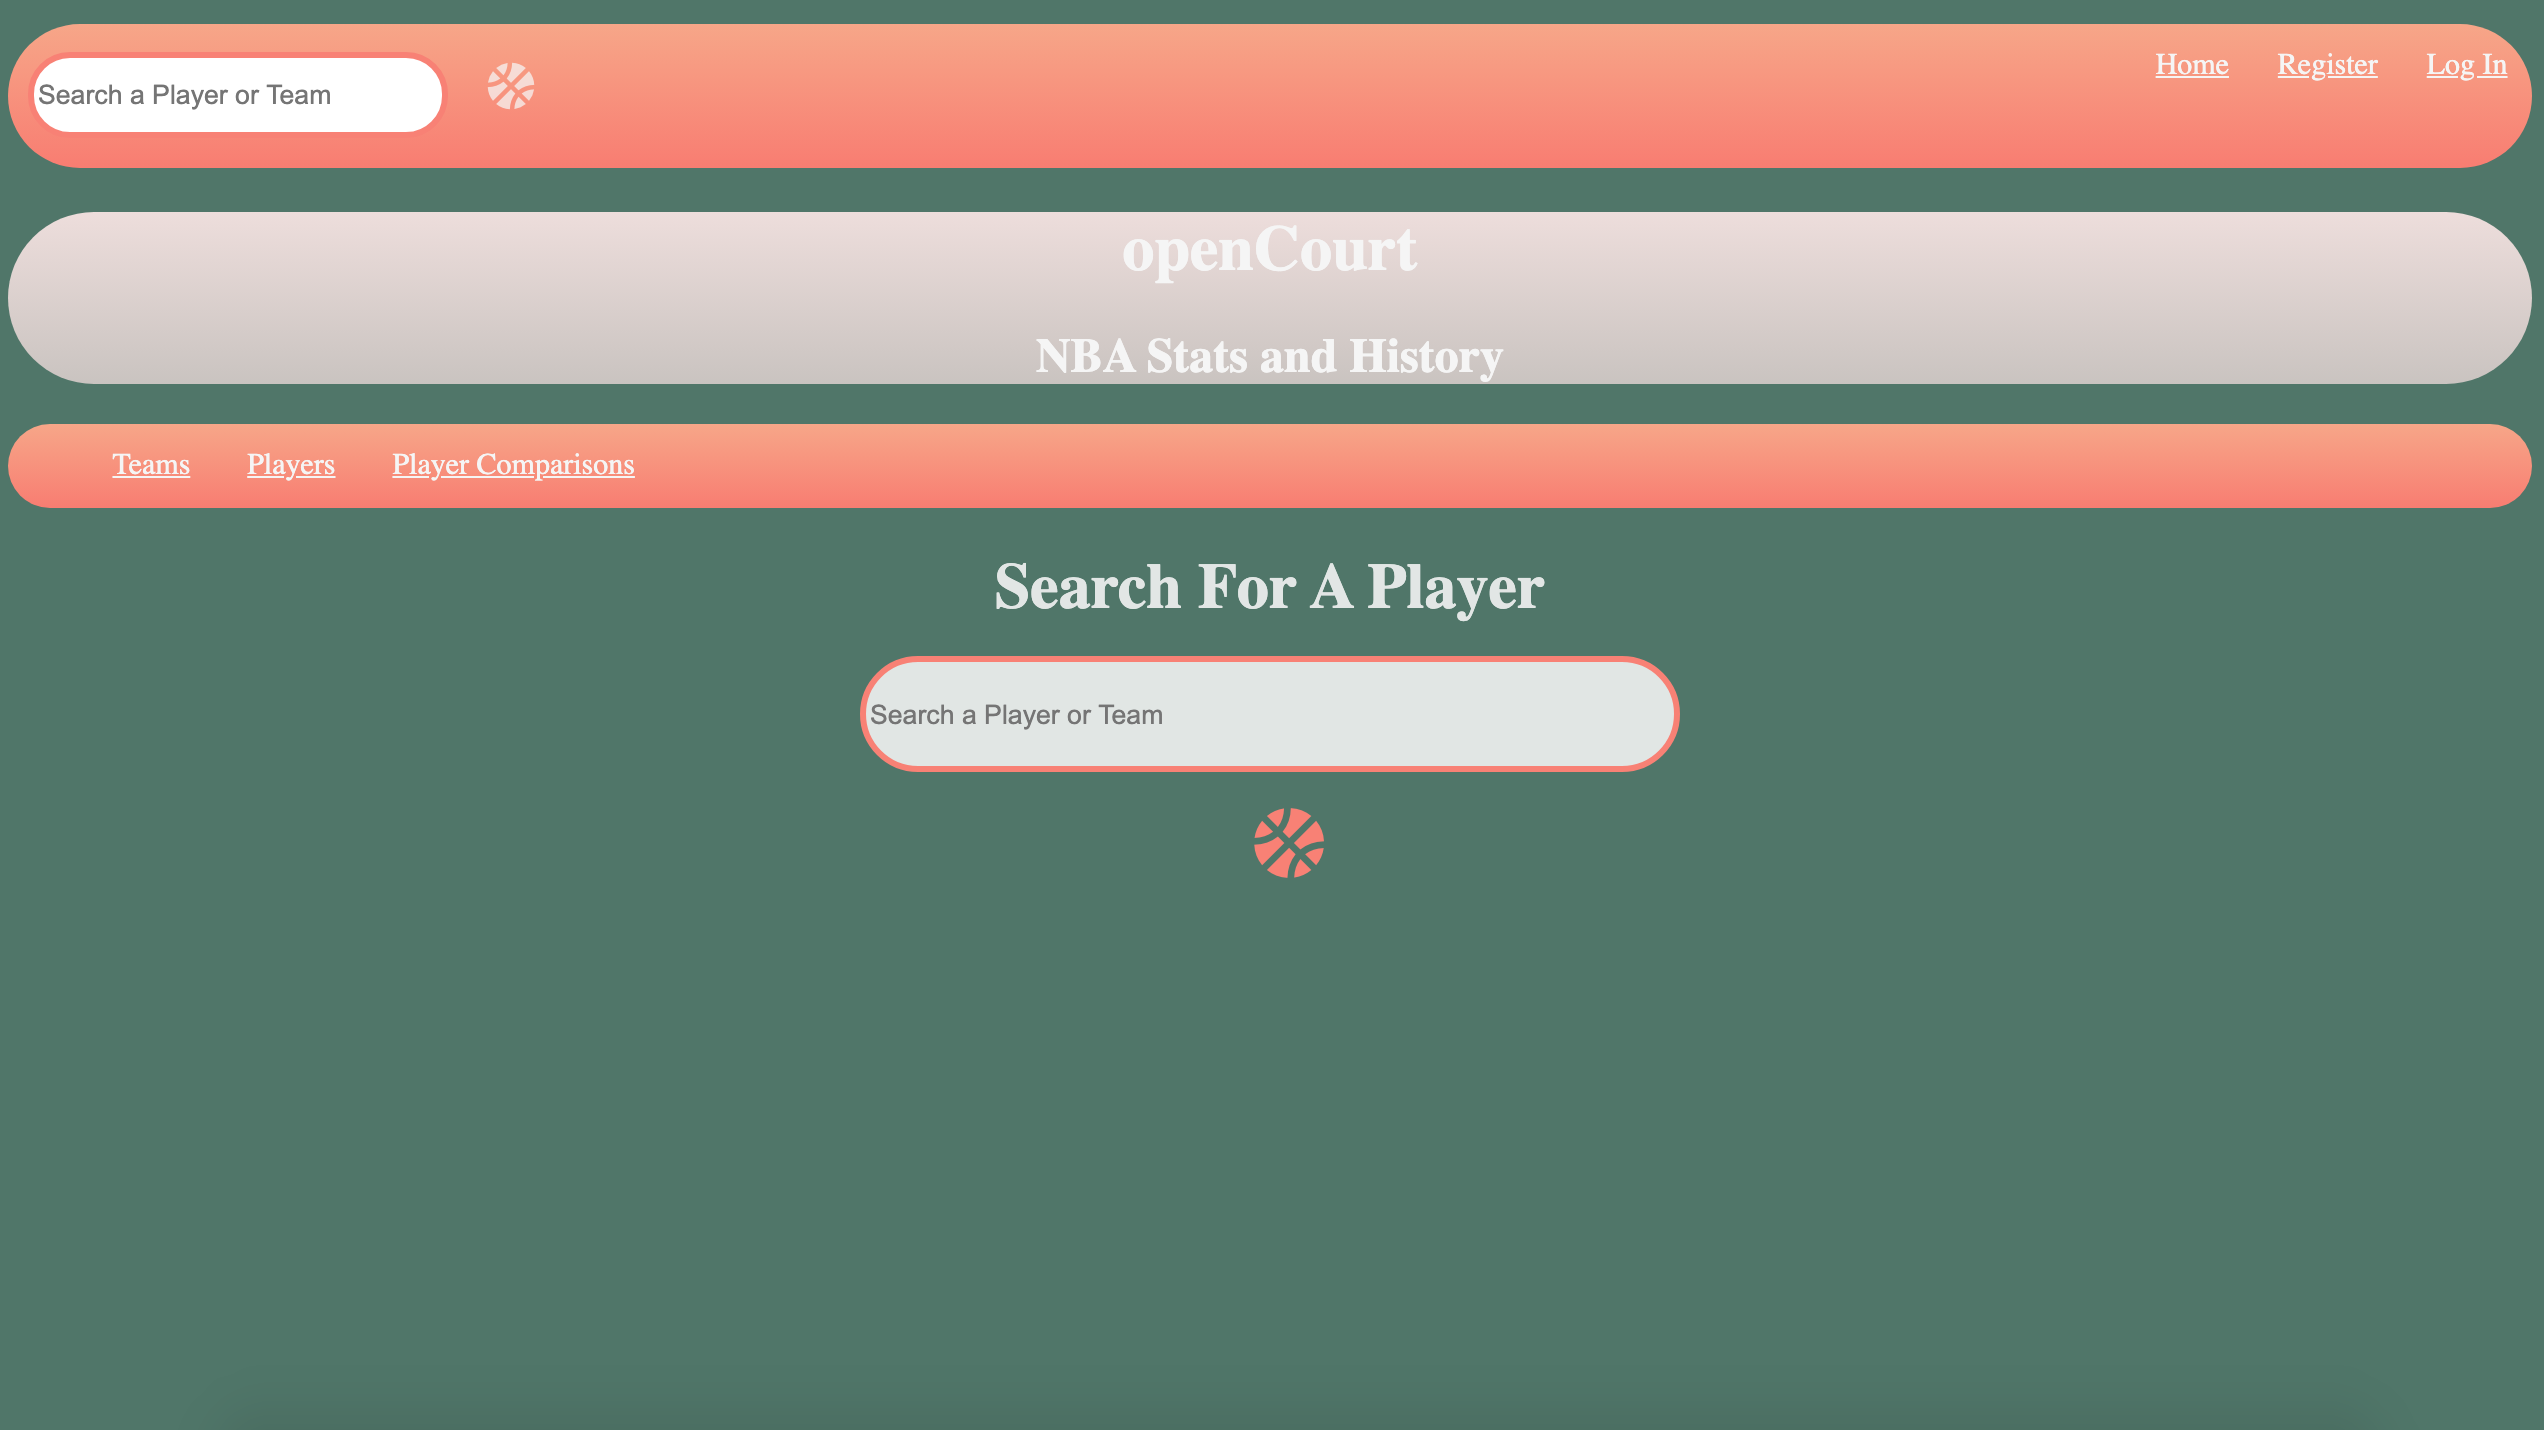 Search a Player or Team
Home Register Log In
openCourt
NBA Stats and History
Teams Players Player Comparisons
Search For A Player
Search a Player or Team